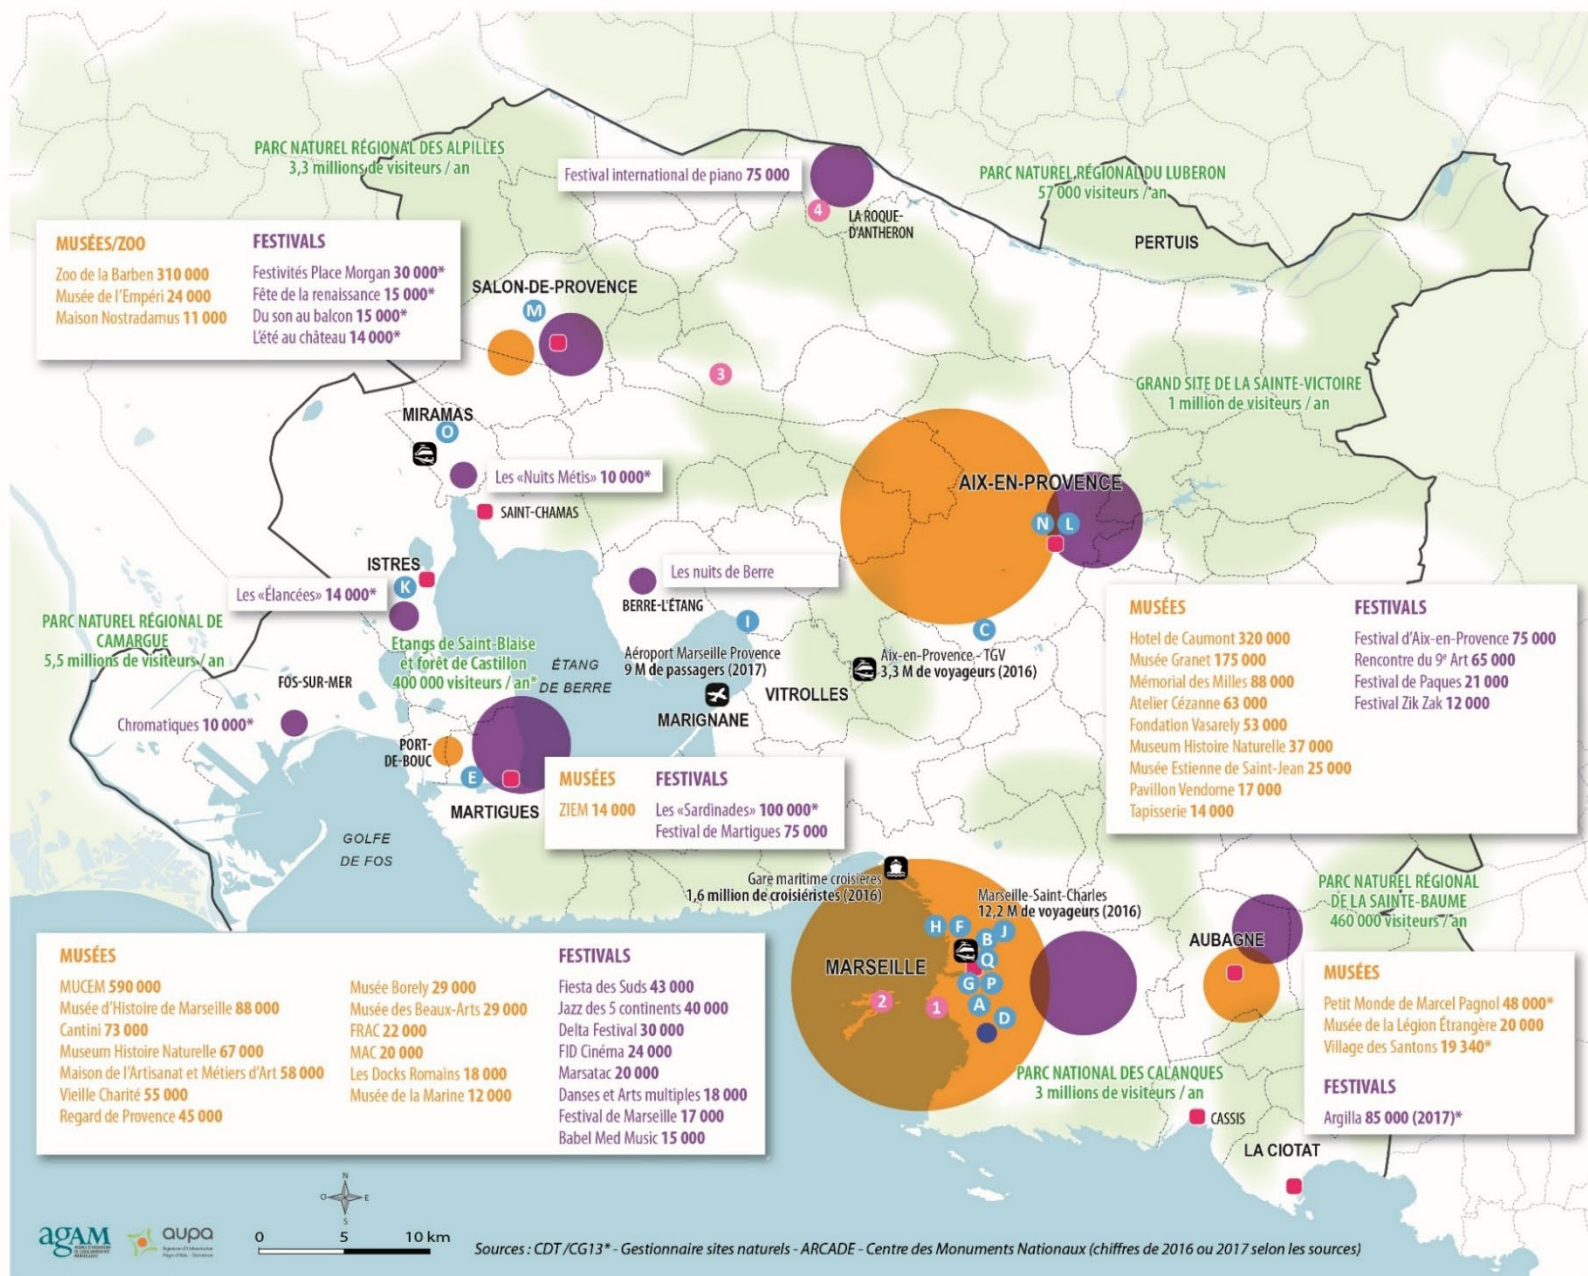 PARC NATUREL RÉGIONAL DES ALPILLES
3,3 millions de visiteurs / an
Festival international de piano 75 000
4
LA ROQUE-
D'ANTHERON
PARC NATUREL RÉGIONAL DU LUBERON
57 000 visiteurs / an
PERTUIS
MUSÉES/ZOO
Zoo de la Barben 310 000
Musée de l'Empéri 24 000
Maison Nostradamus 11 000
FESTIVALS
Festivités Place Morgan 30 000*
Fête de la renaissance 15 000*
Du son au balcon 15 000*
L'été au château 14 000*
SALON-DE-PROVENCE
M
3
GRAND SITE DE LA SAINTE-VICTOIRE
1 million de visiteurs / an
MIRAMAS
O
Les «Nuits Métis» 10 000*
SAINT-CHAMAS
AIX-EN-PROVENCE
N
L
ISTRES
K
Les «Élancées» 14 000*
Les nuits de Berre
BERRE-L'ÉTANG
I
C
PARC NATUREL RÉGIONAL DE
CAMARGUE
5,5 millions de visiteurs / an
Etangs de Saint-Blaise
et forêt de Castillon
400 000 visiteurs / an*
ÉTANG
DE BERRE
Aéroport Marseille Provence
9 M de passagers (2017)
MARIGNANE
VITROLLES
Aix-en-Provence - TGV
3,3 M de voyageurs (2016)
FOS-SUR-MER
Chromatiques 10 000*
PORT-
DE-BOUC
E
MARTIGUES
MUSÉES
ZIEM 14 000
FESTIVALS
Les «Sardinades» 100 000*
Festival de Martigues 75 000
MUSÉES
Hotel de Caumont 320 000
Musée Granet 175 000
Mémorial des Milles 88 000
Atelier Cézanne 63 000
Fondation Vasarely 53 000
Museum Histoire Naturelle 37 000
Musée Estienne de Saint-Jean 25 000
Pavillon Vendome 17 000
Tapisserie 14 000
FESTIVALS
Festival d'Aix-en-Provence 75 000
Rencontre du 9e Art 65 000
Festival de Paques 21 000
Festival Zik Zak 12 000
GOLFE
DE FOS
Gare maritime croisières
1,6 million de croisiéristes (2016)
Marseille-Saint-Charles
12,2 M de voyageurs (2016)
H
F
B
J
Q
MARSEILLE
G
P
A
D
2
1
AUBAGNE
PARC NATUREL RÉGIONAL
DE LA SAINTE-BAUME
460 000 visiteurs / an
MUSÉES
MUCEM 590 000
Musée d'Histoire de Marseille 88 000
Cantini 73 000
Museum Histoire Naturelle 67 000
Maison de l'Artisanat et Métiers d'Art 58 000
Vieille Charité 55 000
Regard de Provence 45 000
Musée Borely 29 000
Musée des Beaux-Arts 29 000
FRAC 22 000
MAC 20 000
Les Docks Romains 18 000
Musée de la Marine 12 000
FESTIVALS
Fiesta des Suds 43 000
Jazz des 5 continents 40 000
Delta Festival 30 000
FID Cinéma 24 000
Marsatac 20 000
Danses et Arts multiples 18 000
Festival de Marseille 17 000
Babel Med Music 15 000
PARC NATIONAL DES CALANQUES
3 millions de visiteurs / an
CASSIS
LA CIOTAT
MUSÉES
Petit Monde de Marcel Pagnol 48 000*
Musée de la Légion Étrangère 20 000
Village des Santons 19 340*
FESTIVALS
Argilla 85 000 (2017)*
agAM
aupa
N
O
E
S
0
5
10 km
Sources : CDT /CG13* - Gestionnaire sites naturels - ARCADE - Centre des Monuments Nationaux (chiffres de 2016 ou 2017 selon les sources)